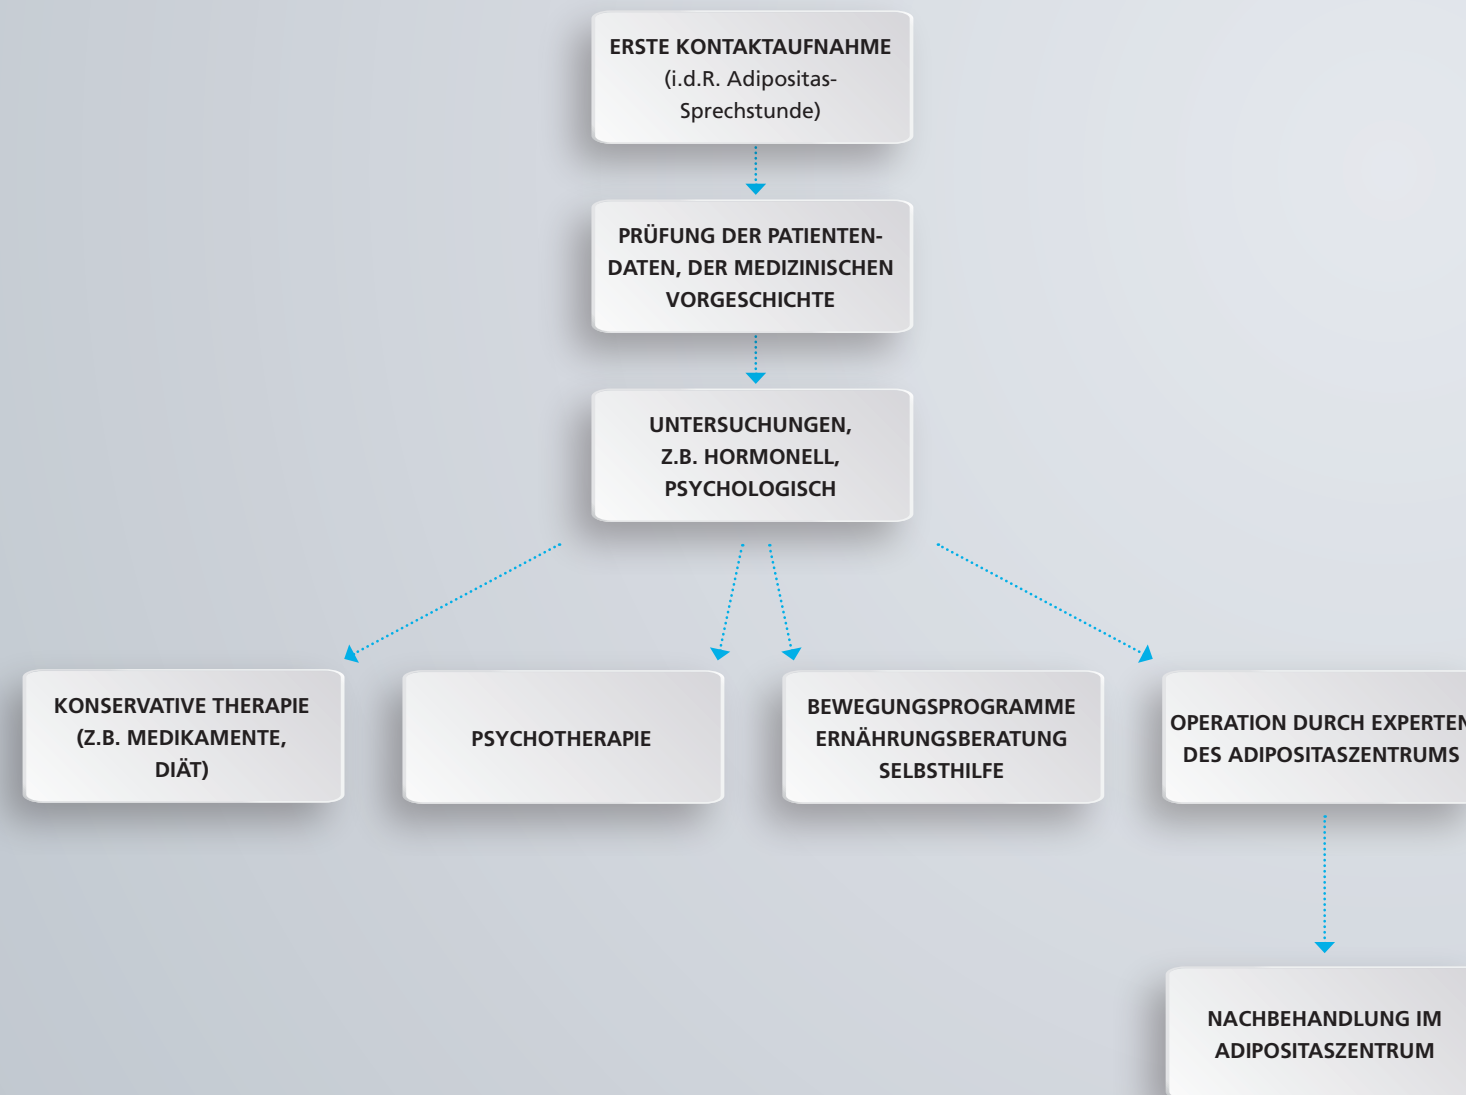 ERSTE KONTAKTAUFNAHME
(i.d.R. Adipositas-
Sprechstunde)
PRÜFUNG DER PATIENTEN-
DATEN, DER MEDIZINISCHEN
VORGESCHICHTE
UNTERSUCHUNGEN,
Z.B. HORMONELL,
PSYCHOLOGISCH
KONSERVATIVE THERAPIE
(Z.B. MEDIKAMENTE,
DIÄT)
PSYCHOTHERAPIE
BEWEGUNGSPROGRAMME
ERNÄHRUNGSBERATUNG
SELBSTHILFE
OPERATION DURCH EXPERTEN
DES ADIPOSITASZENTRUMS
NACHBEHANDLUNG IM
ADIPOSITASZENTRUM